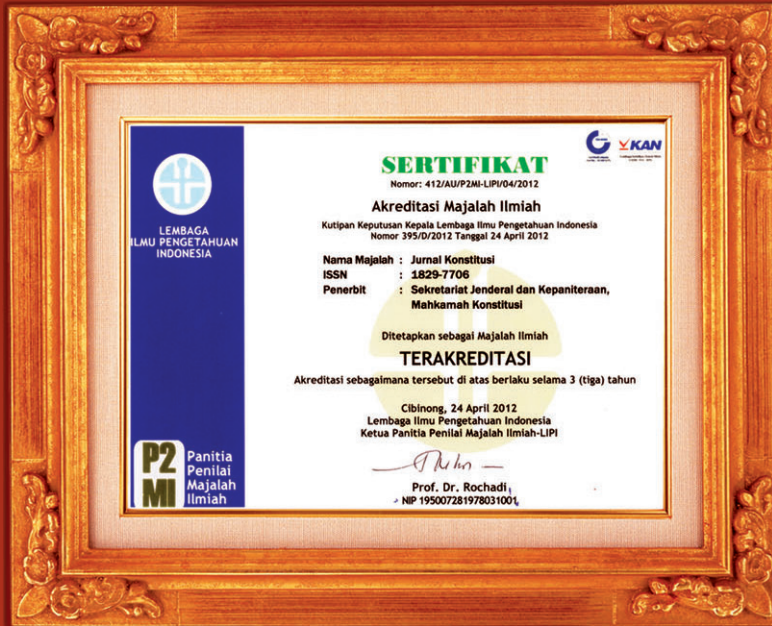 LEMBAGA
ILMU PENGETAHUAN
INDONESIA
P2
MI
Panitia
Penilai
Majalah
Ilmiah
KAN
SERTIFIKAT
Nomor: 412/AU/P2MI-LIPI/04/2012
Akreditasi Majalah Ilmiah
Kutipan Keputusan Kepala Lembaga Ilmu Pengetahuan Indonesia
Nomor 395/D/2012 Tanggal 24 April 2012
Nama Majalah : Jurnal Konstitusi
ISSN : 1829-7706
Penerbit : Sekretariat Jenderal dan Kepaniteraan,
Mahkamah Konstitusi
Ditetapkan sebagai Majalah Ilmiah
TERAKREDITASI
Akreditasi sebagaimana tersebut di atas berlaku selama 3 (tiga) tahun
Cibinong, 24 April 2012
Lembaga Ilmu Pengetahuan Indonesia
Ketua Panitia Penilai Majalah Ilmiah-LIPI
Prof. Dr. Rochadi
NIP 195007281978031001